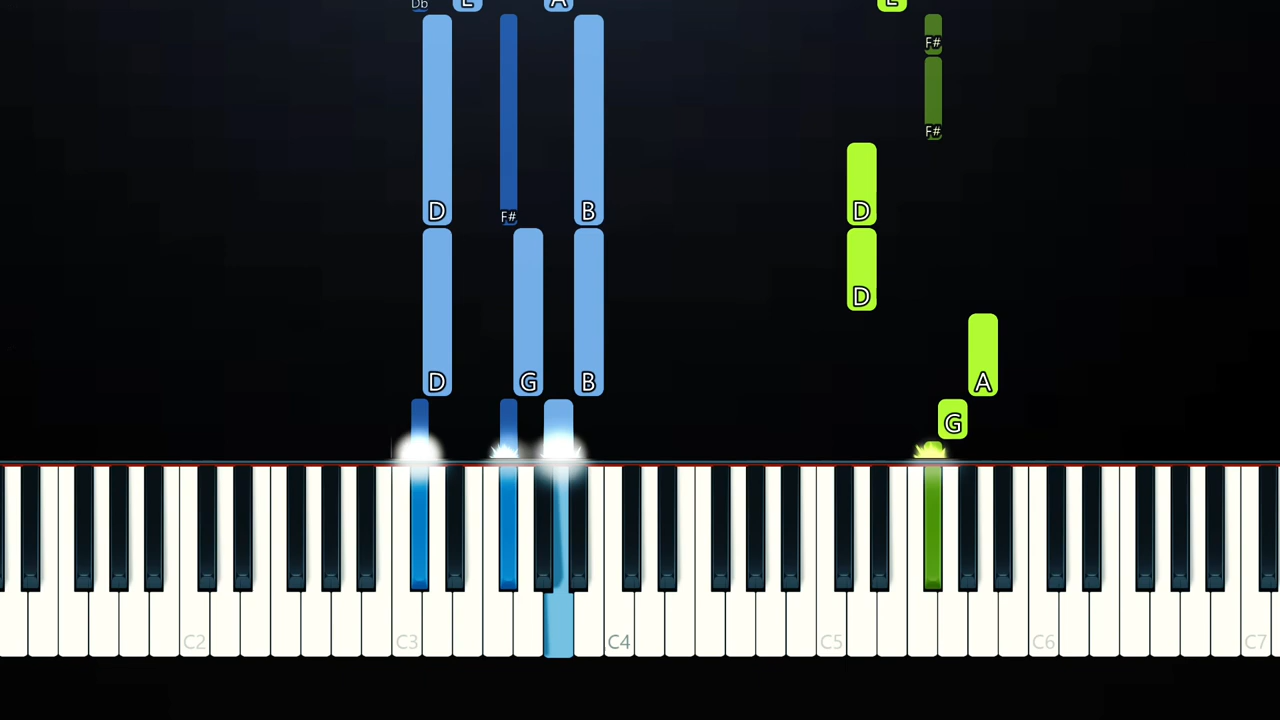 Db E A E
F#
F#
D F# B D
D
D G B A
G
C2 C3 C4 C5 C6 C7